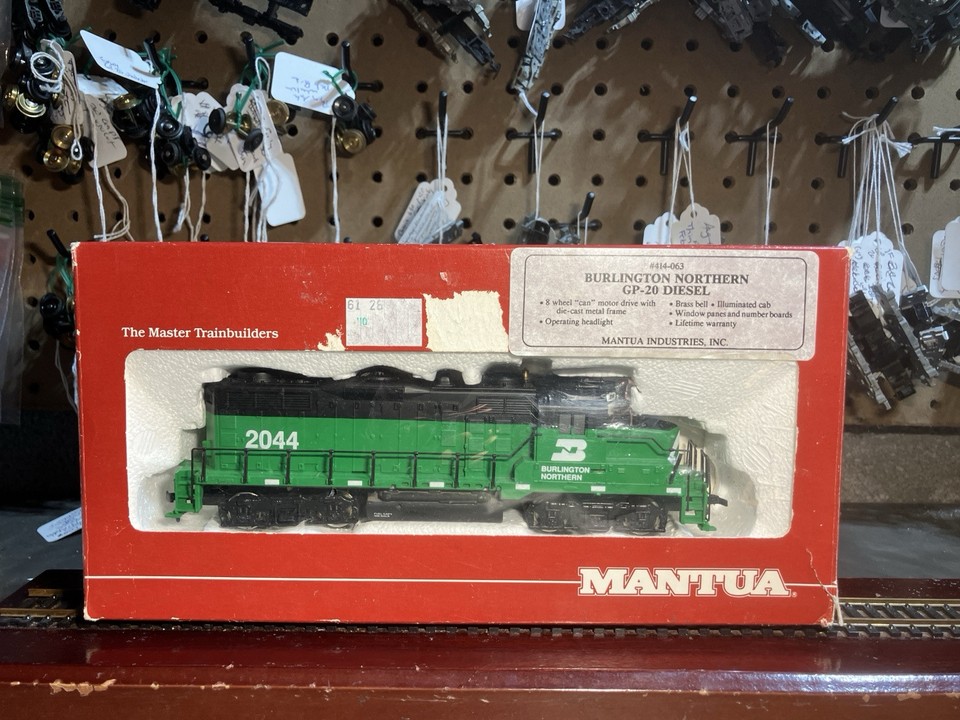 #414-063
BURLINGTON NORTHERN
GP-20 DIESEL
• 8 wheel "can" motor drive with
die-cast metal frame
• Operating headlight
• Brass bell • Illuminated cab
• Window panes and number boards
• Lifetime warranty
MANTUA INDUSTRIES, INC.
61 26
The Master Trainbuilders
2044
BURLINGTON
NORTHERN
MANTUA®